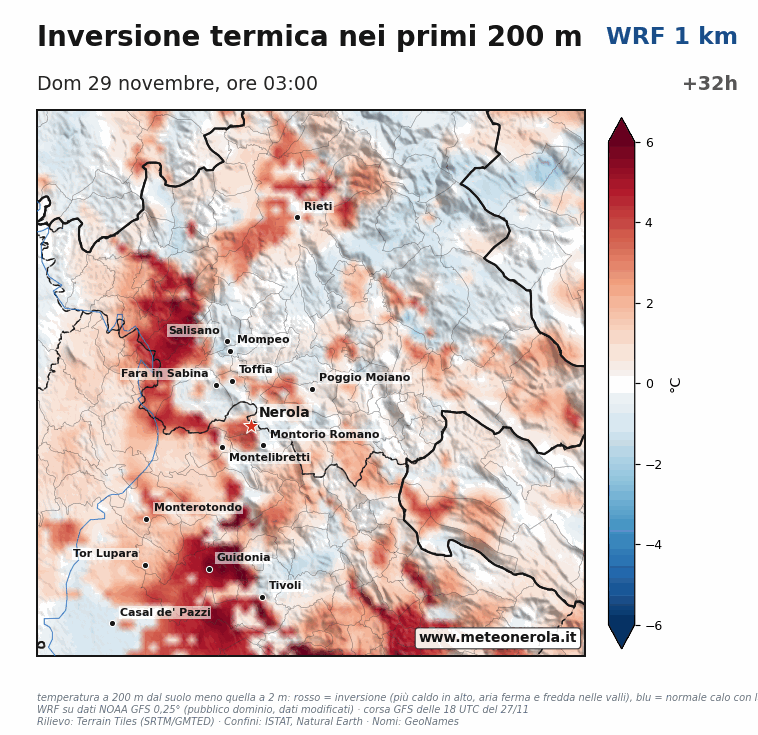 Inversione termica nei primi 200 m WRF 1 km
Dom 29 novembre, ore 03:00 +32h
Rieti
Salisano
Mompeo
Fara in Sabina
Toffia
Poggio Moiano
Nerola
Montorio Romano
Montelibretti
Monterotondo
Tor Lupara
Guidonia
Tivoli
Casal de' Pazzi
www.meteonerola.it
6
4
2
0
−2
−4
−6
°C
temperatura a 200 m dal suolo meno quella a 2 m: rosso = inversione (più caldo in alto, aria ferma e fredda nelle valli), blu = normale calo con l
WRF su dati NOAA GFS 0,25° (pubblico dominio, dati modificati) · corsa GFS delle 18 UTC del 27/11
Rilievo: Terrain Tiles (SRTM/GMTED) · Confini: ISTAT, Natural Earth · Nomi: GeoNames